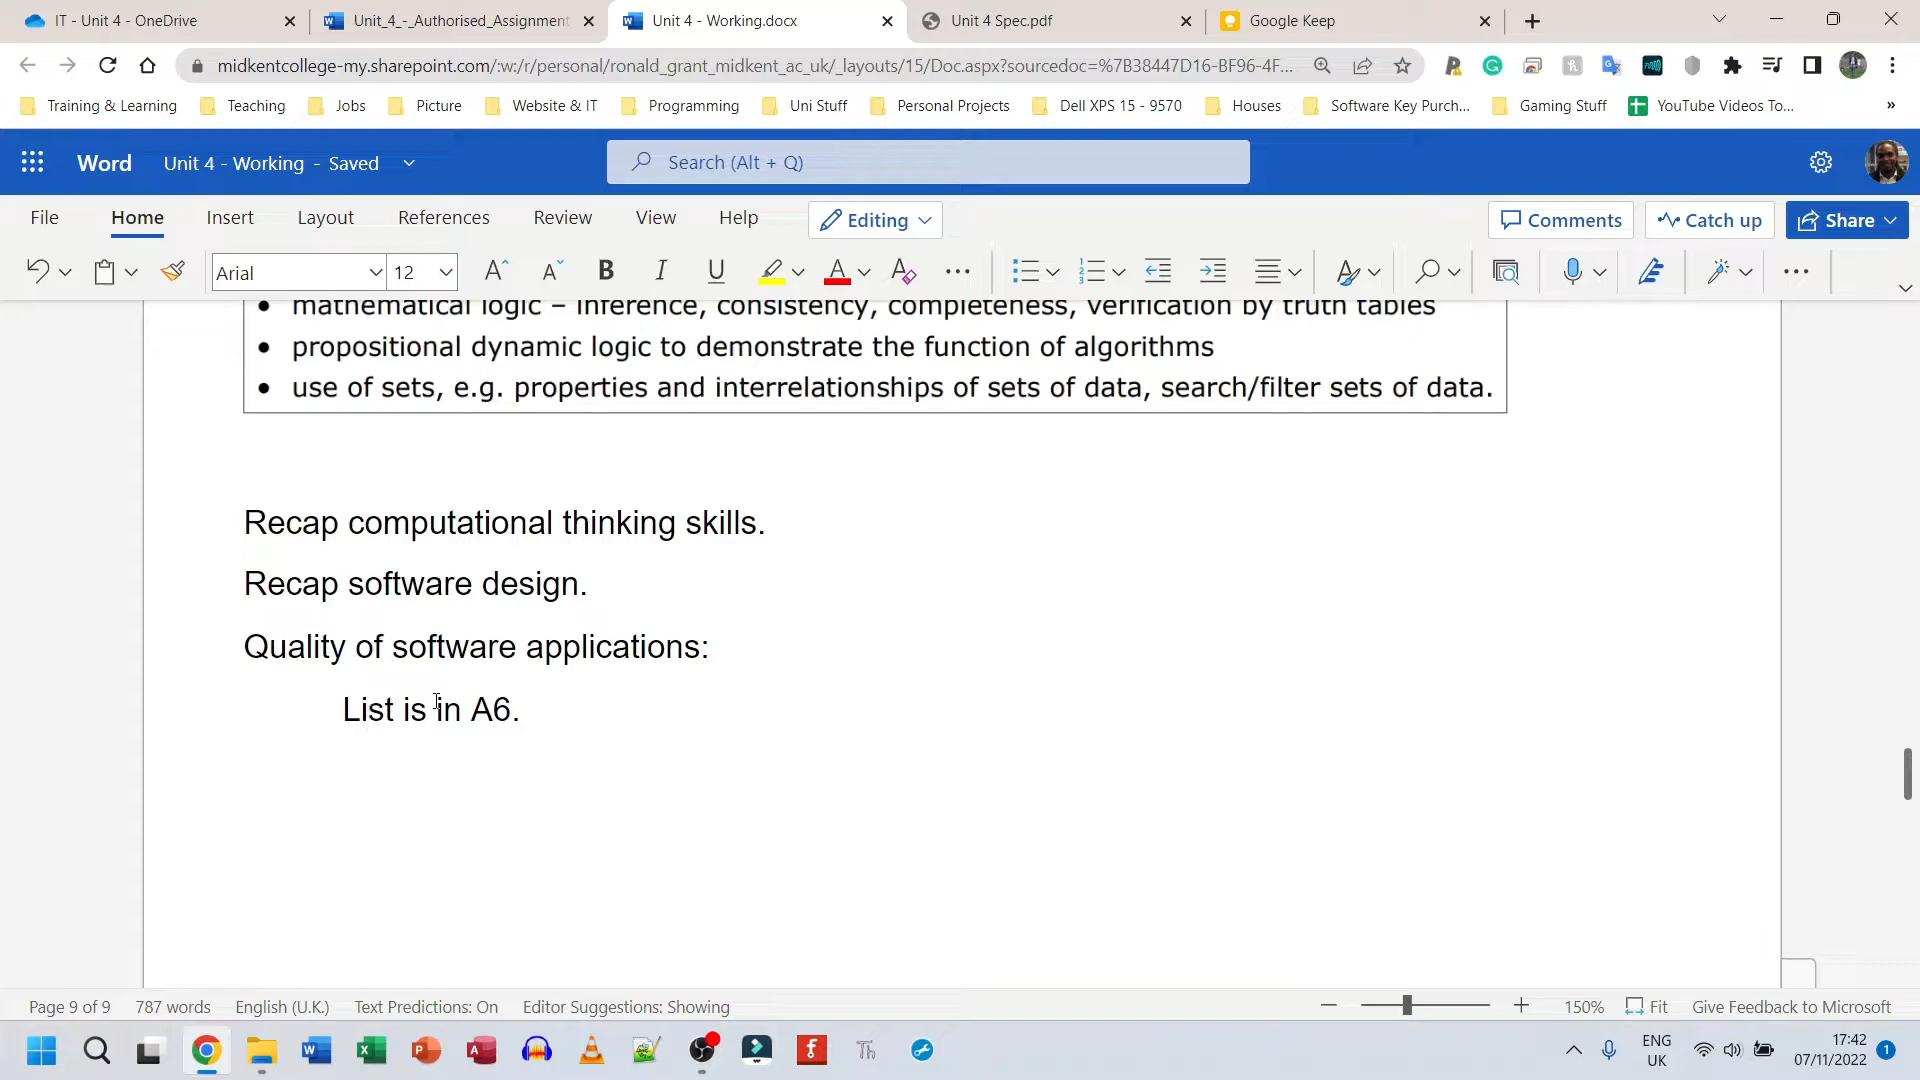 IT - Unit 4 - OneDrive
Unit_4_-_Authorised_Assignment
Unit 4 - Working.docx
Unit 4 Spec.pdf
Google Keep
midkentcollege-my.sharepoint.com/:w:/r/personal/ronald_grant_midkent_ac_uk/_layouts/15/Doc.aspx?sourcedoc=%7B38447D16-BF96-4F...
Training & Learning
Teaching
Jobs
Picture
Website & IT
Programming
Uni Stuff
Personal Projects
Dell XPS 15 - 9570
Houses
Software Key Purch...
Gaming Stuff
YouTube Videos To...
Word
Unit 4 - Working - Saved
Search (Alt + Q)
File
Home
Insert
Layout
References
Review
View
Help
Editing
Comments
Catch up
Share
Arial
12
• mathematical logic – inference, consistency, completeness, verification by truth tables
• propositional dynamic logic to demonstrate the function of algorithms
• use of sets, e.g. properties and interrelationships of sets of data, search/filter sets of data.
Recap computational thinking skills.
Recap software design.
Quality of software applications:
List is in A6.
Page 9 of 9
787 words
English (U.K.)
Text Predictions: On
Editor Suggestions: Showing
150%
Fit
Give Feedback to Microsoft
ENG
UK
17:42
07/11/2022
1